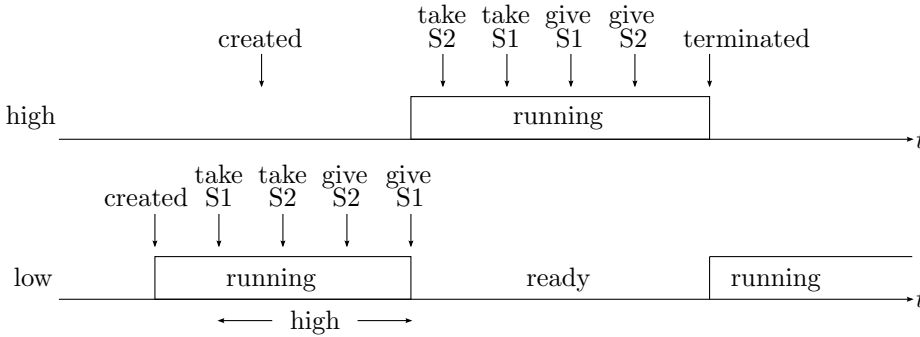 take take give give
created S2 S1 S1 S2 terminated
high running
t
take take give give
created S1 S2 S2 S1
low running ready running
t
high